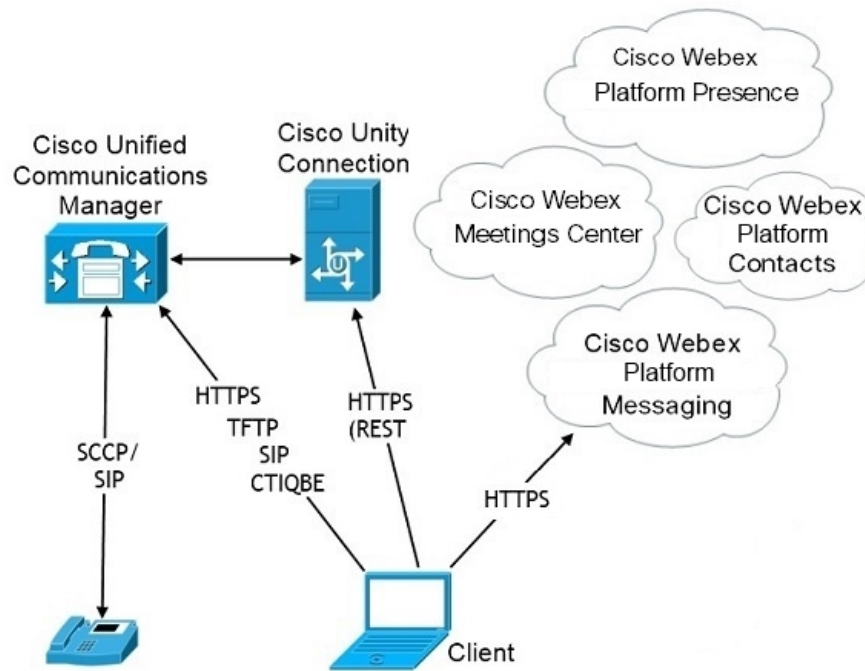 Cisco Webex
Platform Presence
Cisco Unity
Connection
Cisco Unified
Communications
Manager
Cisco Webex
Meetings Center
Cisco Webex
Platform
Contacts
U
Cisco Webex
Platform
Messaging
HTTPS
TFTP
SIP
CTIQBE
HTTPS
(REST
SCCP/
SIP
HTTPS
Client